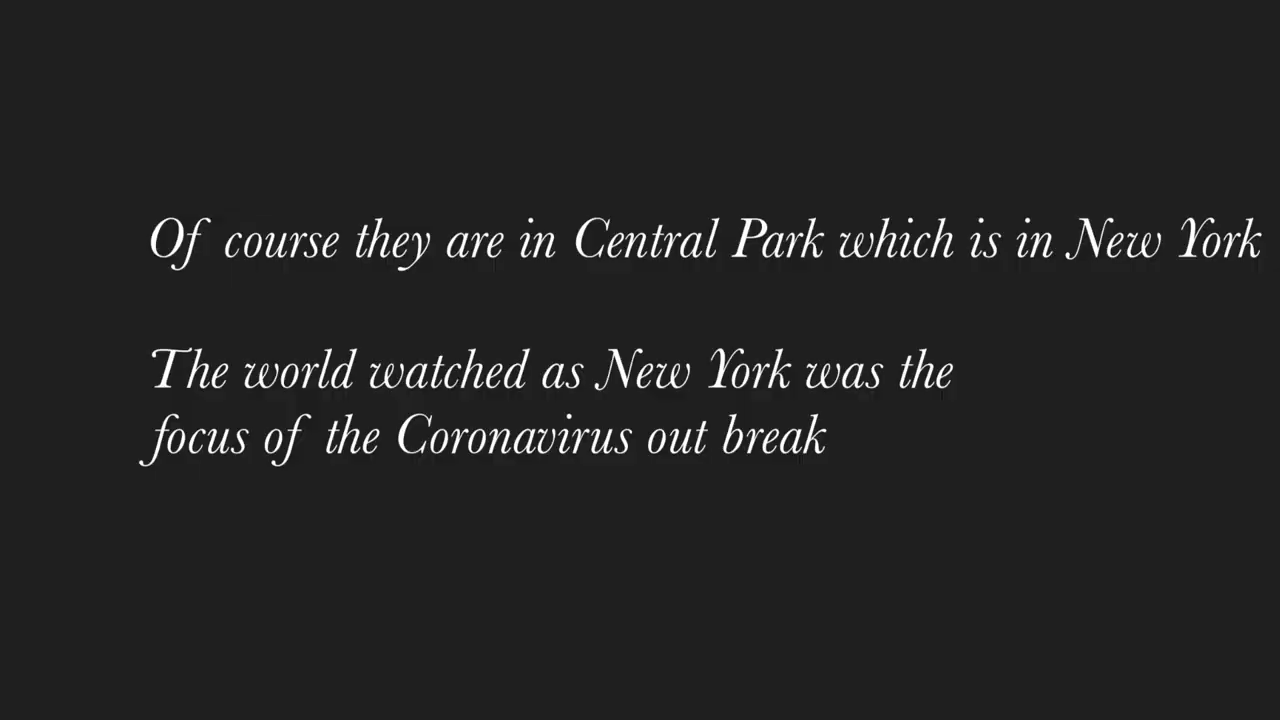 Of course they are in Central Park which is in New York
The world watched as New York was the
focus of the Coronavirus out break